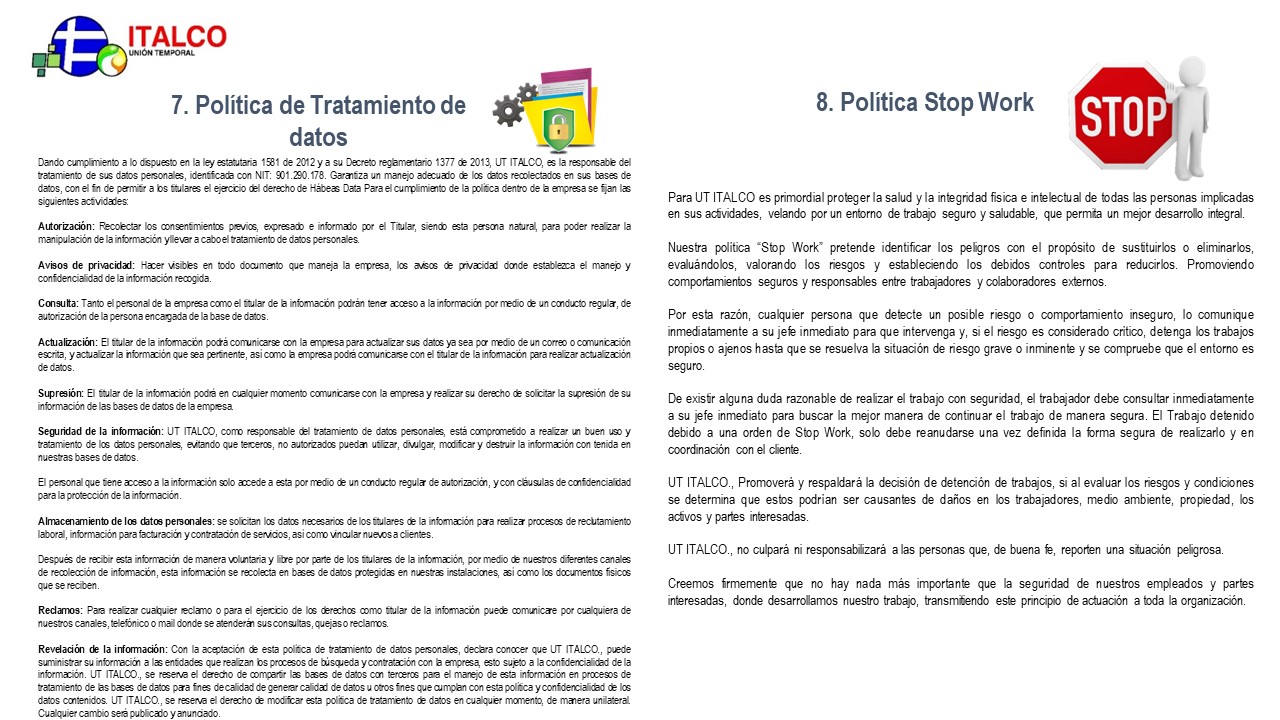 ITALCO
UNIÓN TEMPORAL
7. Política de Tratamiento de
datos
Dando cumplimiento a lo dispuesto en la ley estatutaria 1581 de 2012 y a su Decreto reglamentario 1377 de 2013, UT ITALCO, es la responsable del
tratamiento de sus datos personales, identificada con NIT: 901.290.178. Garantiza un manejo adecuado de los datos recolectados en sus bases de
datos, con el fin de permitir a los titulares el ejercicio del derecho de Hábeas Data Para el cumplimiento de la política dentro de la empresa se fijan las
siguientes actividades:
Autorización: Recolectar los consentimientos previos, expresado e informado por el Titular, siendo esta persona natural, para poder realizar la
manipulación de la información y llevar a cabo el tratamiento de datos personales.
Avisos de privacidad: Hacer visibles en todo documento que maneja la empresa, los avisos de privacidad donde establezca el manejo y
confidencialidad de la información recogida.
Consulta: Tanto el personal de la empresa como el titular de la información podrán tener acceso a la información por medio de un conducto regular, de
autorización de la persona encargada de la base de datos.
Actualización: El titular de la información podrá comunicarse con la empresa para actualizar sus datos ya sea por medio de un correo o comunicación
escrita, y actualizar la información que sea pertinente, así como la empresa podrá comunicarse con el titular de la información para realizar actualización
de datos.
Supresión: El titular de la información podrá en cualquier momento comunicarse con la empresa y realizar su derecho de solicitar la supresión de su
información de las bases de datos de la empresa.
Seguridad de la información: UT ITALCO, como responsable del tratamiento de datos personales, está comprometido a realizar un buen uso y
tratamiento de los datos personales, evitando que terceros, no autorizados puedan utilizar, divulgar, modificar y destruir la información con tenida en
nuestras bases de datos.
El personal que tiene acceso a la información solo accede a esta por medio de un conducto regular de autorización, y con cláusulas de confidencialidad
para la protección de la información.
Almacenamiento de los datos personales: se solicitan los datos necesarios de los titulares de la información para realizar procesos de reclutamiento
laboral, información para facturación y contratación de servicios, así como vincular nuevos a clientes.
Después de recibir esta información de manera voluntaria y libre por parte de los titulares de la información, por medio de nuestros diferentes canales
de recolección de información, esta información se recolecta en bases de datos protegidas en nuestras instalaciones, así como los documentos físicos
que se reciben.
Reclamos: Para realizar cualquier reclamo o para el ejercicio de los derechos como titular de la información puede comunicare por cualquiera de
nuestros canales, telefónico o mail donde se atenderán sus consultas, quejas o reclamos.
Revelación de la información: Con la aceptación de esta política de tratamiento de datos personales, declara conocer que UT ITALCO., puede
suministrar su información a las entidades que realizan los procesos de búsqueda y contratación con la empresa, esto sujeto a la confidencialidad de la
información. UT ITALCO., se reserva el derecho de compartir las bases de datos con terceros para el manejo de esta información en procesos de
tratamiento de las bases de datos para fines de calidad de generar calidad de datos u otros fines que cumplan con esta política y confidencialidad de los
datos contenidos. UT ITALCO., se reserva el derecho de modificar esta política de tratamiento de datos en cualquier momento, de manera unilateral.
Cualquier cambio será publicado y anunciado.
8. Política Stop Work
STOP
Para UT ITALCO es primordial proteger la salud y la integridad física e intelectual de todas las personas implicadas
en sus actividades, velando por un entorno de trabajo seguro y saludable, que permita un mejor desarrollo integral.
Nuestra política “Stop Work” pretende identificar los peligros con el propósito de sustituirlos o eliminarlos,
evaluándolos, valorando los riesgos y estableciendo los debidos controles para reducirlos. Promoviendo
comportamientos seguros y responsables entre trabajadores y colaboradores externos.
Por esta razón, cualquier persona que detecte un posible riesgo o comportamiento inseguro, lo comunique
inmediatamente a su jefe inmediato para que intervenga y, si el riesgo es considerado critico, detenga los trabajos
propios o ajenos hasta que se resuelva la situación de riesgo grave o inminente y se compruebe que el entorno es
seguro.
De existir alguna duda razonable de realizar el trabajo con seguridad, el trabajador debe consultar inmediatamente
a su jefe inmediato para buscar la mejor manera de continuar el trabajo de manera segura. El Trabajo detenido
debido a una orden de Stop Work, solo debe reanudarse una vez definida la forma segura de realizarlo y en
coordinación con el cliente.
UT ITALCO., Promoverá y respaldará la decisión de detención de trabajos, si al evaluar los riesgos y condiciones
se determina que estos podrían ser causantes de daños en los trabajadores, medio ambiente, propiedad, los
activos y partes interesadas.
UT ITALCO., no culpará ni responsabilizará a las personas que, de buena fe, reporten una situación peligrosa.
Creemos firmemente que no hay nada más importante que la seguridad de nuestros empleados y partes
interesadas, donde desarrollamos nuestro trabajo, transmitiendo este principio de actuación a toda la organización.